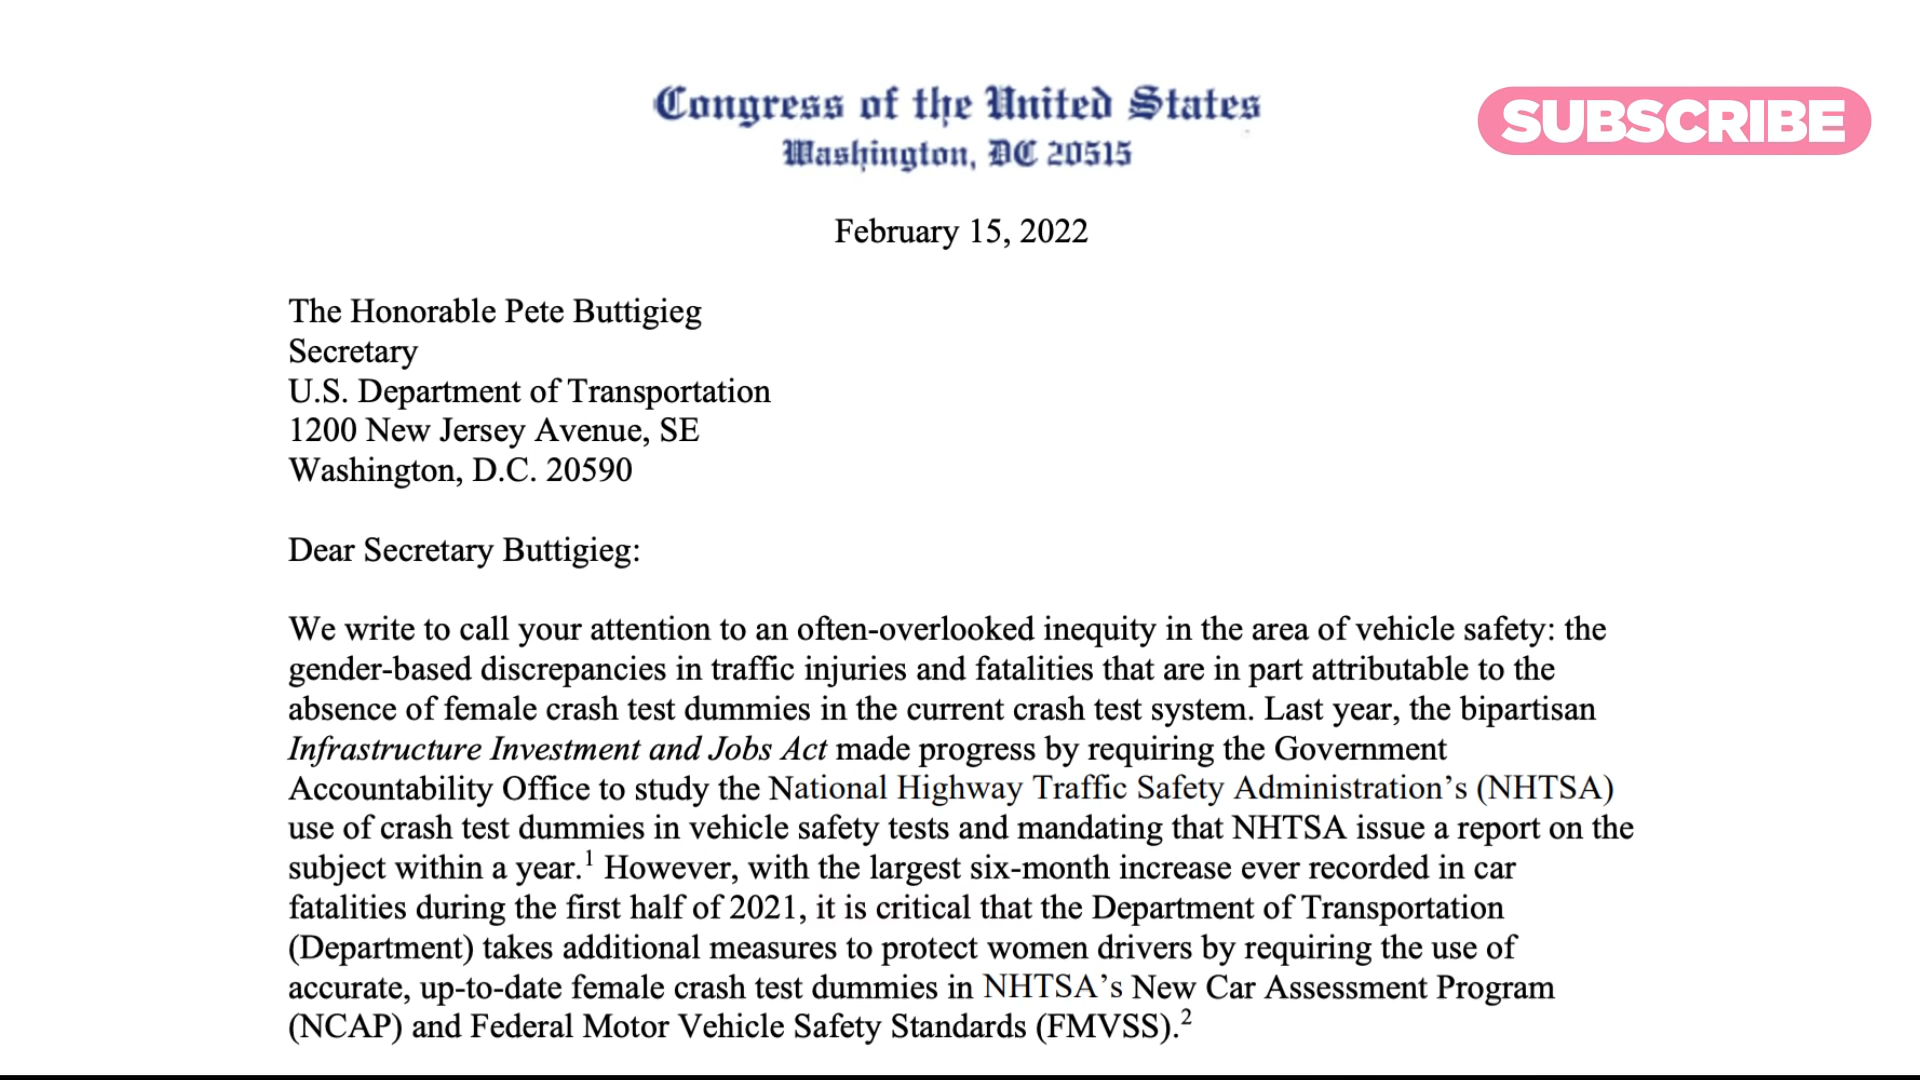 Congress of the United States
Washington, DC 20515
SUBSCRIBE
February 15, 2022
The Honorable Pete Buttigieg
Secretary
U.S. Department of Transportation
1200 New Jersey Avenue, SE
Washington, D.C. 20590
Dear Secretary Buttigieg:
We write to call your attention to an often-overlooked inequity in the area of vehicle safety: the
gender-based discrepancies in traffic injuries and fatalities that are in part attributable to the
absence of female crash test dummies in the current crash test system. Last year, the bipartisan
Infrastructure Investment and Jobs Act made progress by requiring the Government
Accountability Office to study the National Highway Traffic Safety Administration’s (NHTSA)
use of crash test dummies in vehicle safety tests and mandating that NHTSA issue a report on the
subject within a year.¹ However, with the largest six-month increase ever recorded in car
fatalities during the first half of 2021, it is critical that the Department of Transportation
(Department) takes additional measures to protect women drivers by requiring the use of
accurate, up-to-date female crash test dummies in NHTSA’s New Car Assessment Program
(NCAP) and Federal Motor Vehicle Safety Standards (FMVSS).²